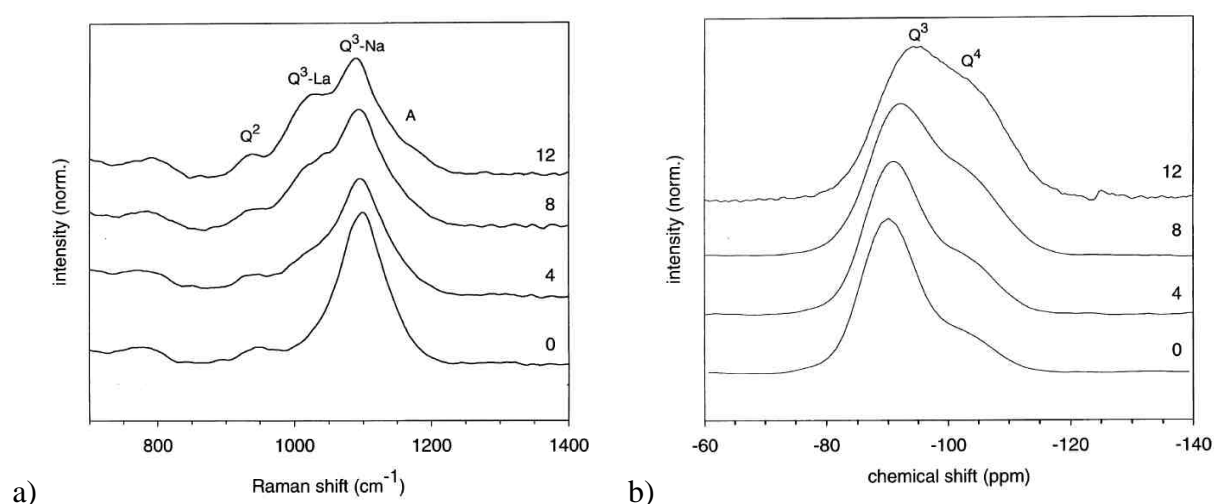 Q³-Na
Q³-La
A
Q²
12
8
4
0
intensity (norm.)
800
1000
1200
1400
Raman shift (cm⁻¹)
a)
Q³
Q⁴
12
8
4
0
intensity (norm.)
-60
-80
-100
-120
-140
chemical shift (ppm)
b)